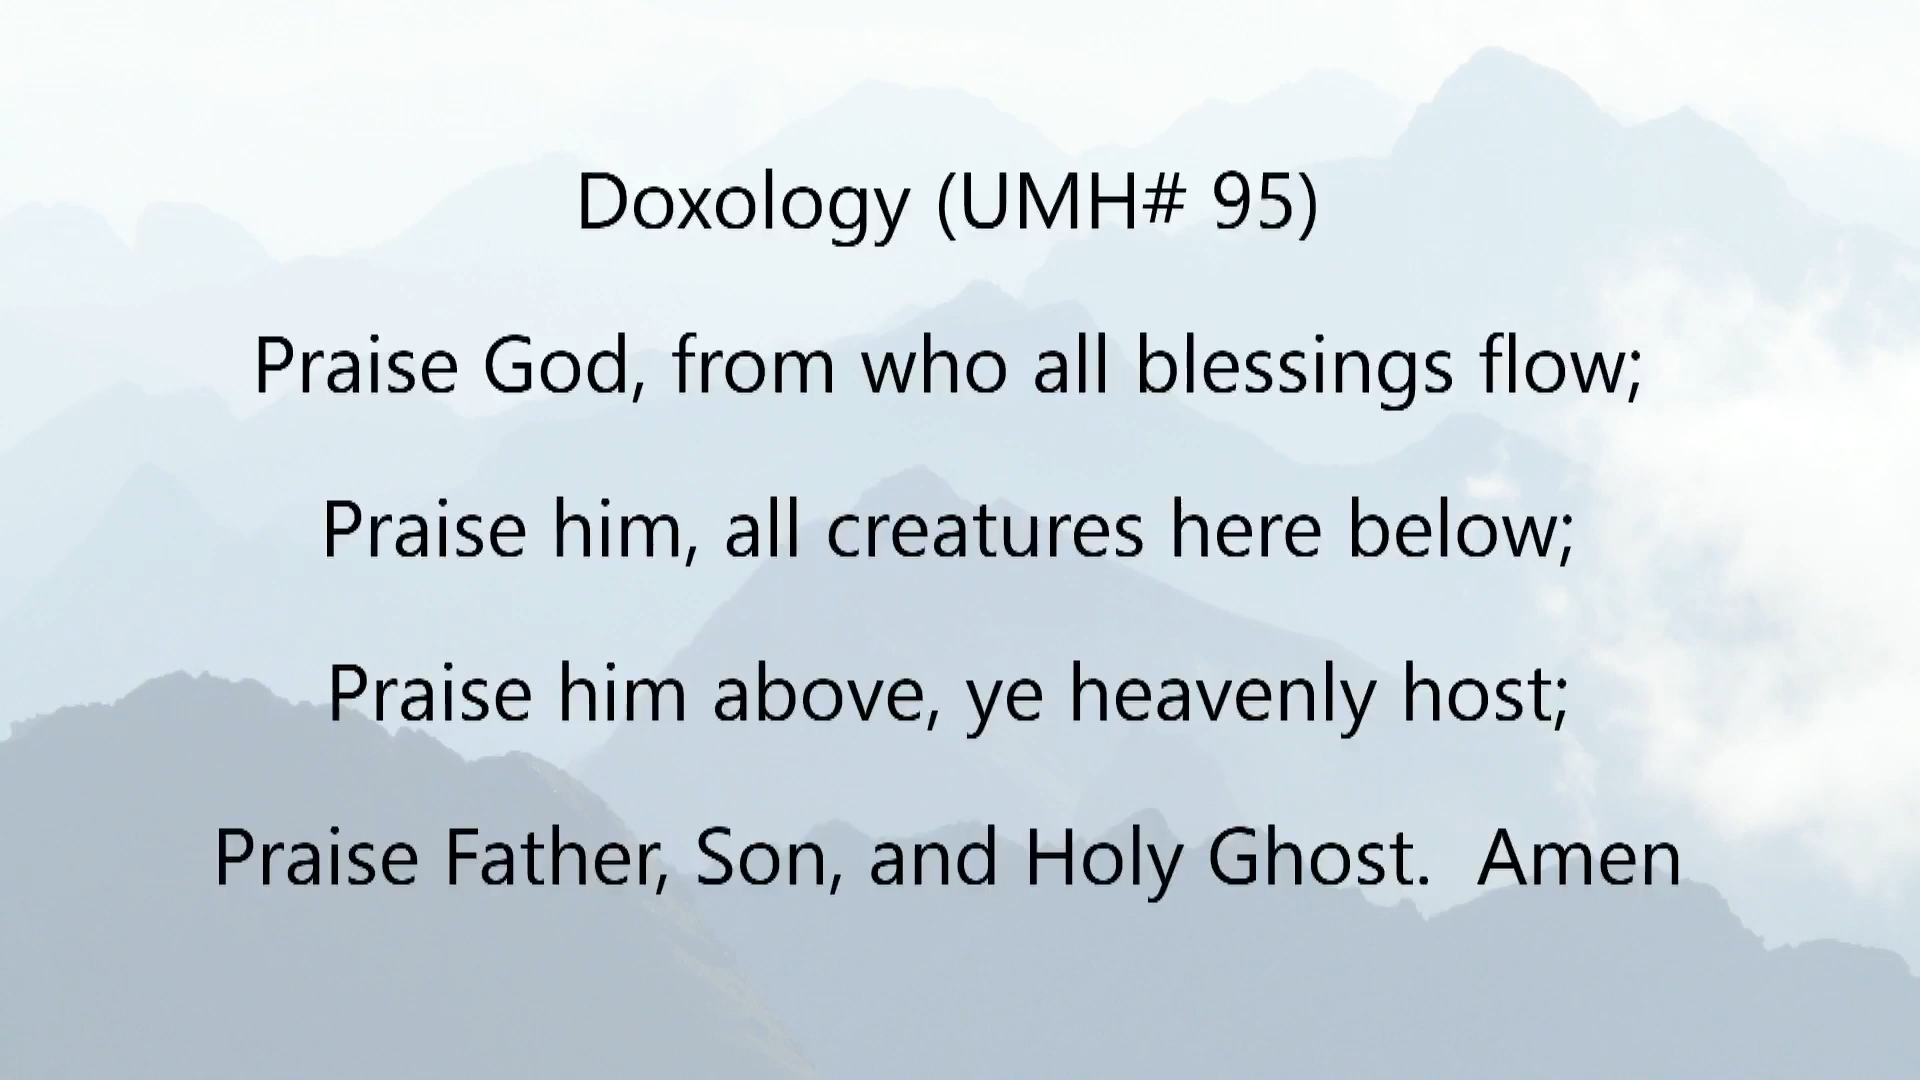 Doxology (UMH# 95)
Praise God, from who all blessings flow;
Praise him, all creatures here below;
Praise him above, ye heavenly host;
Praise Father, Son, and Holy Ghost.  Amen